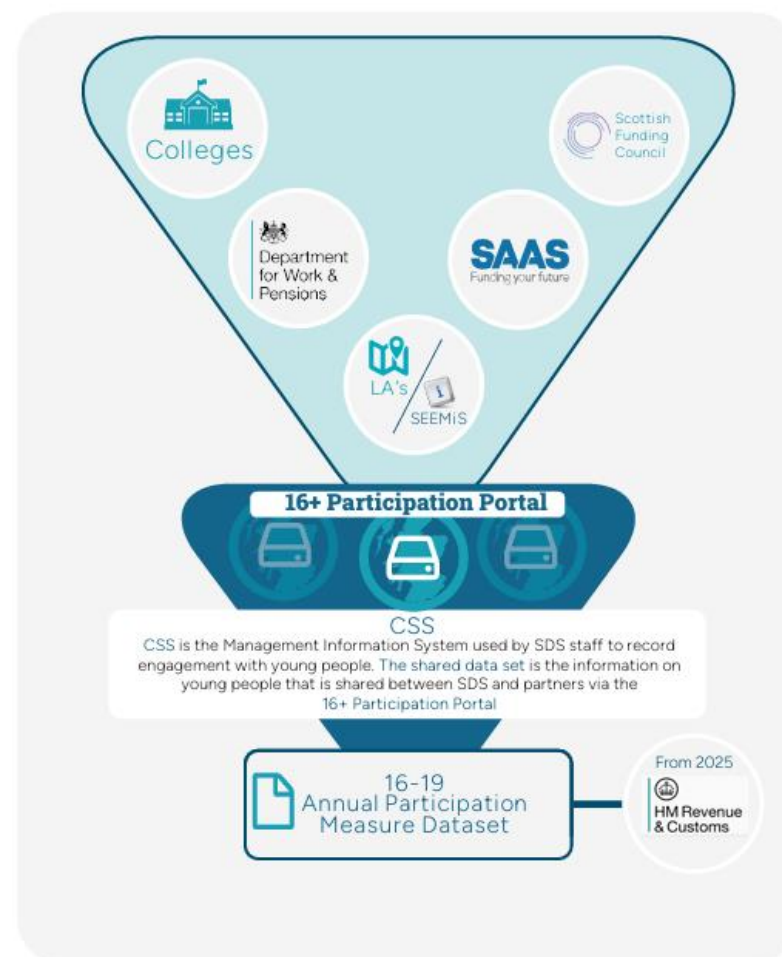 Colleges
Scottish
Funding
Council
Department
for Work &
Pensions
SAAS
Funding your future
LA's
i
SEEMiS
16+ Participation Portal
CSS
CSS is the Management Information System used by SDS staff to record
engagement with young people. The shared data set is the information on
young people that is shared between SDS and partners via the
16+ Participation Portal
16-19
Annual Participation
Measure Dataset
From 2025
HM Revenue
& Customs